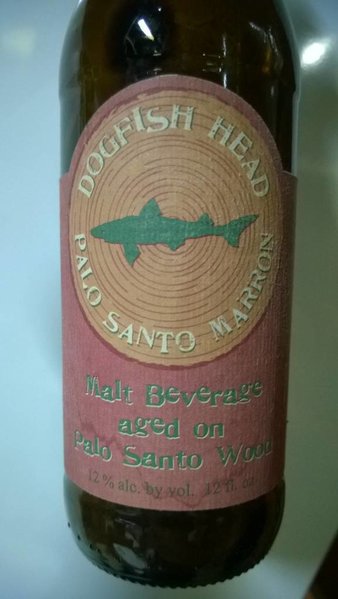 DOGFISH HEAD
PALO SANTO MARRON
Malt Beverage
aged on
Palo Santo Wood
12% alc. by vol. 12 fl. oz